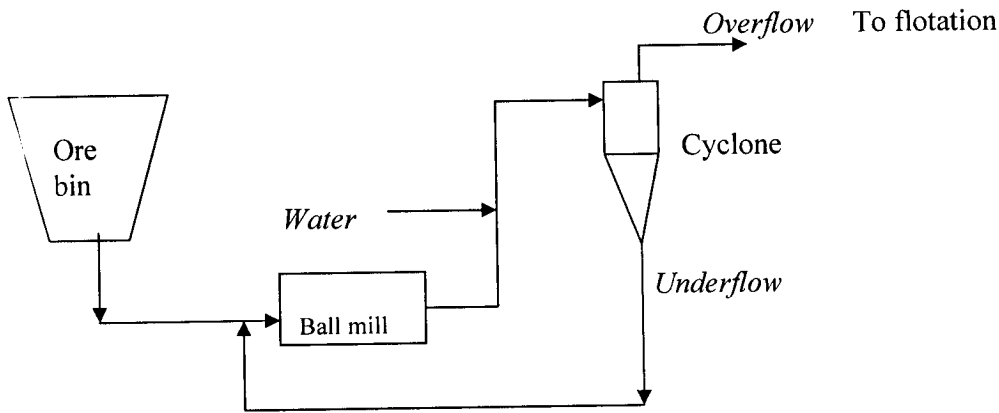 Overflow To flotation
Ore
bin
Cyclone
Water
Underflow
Ball mill